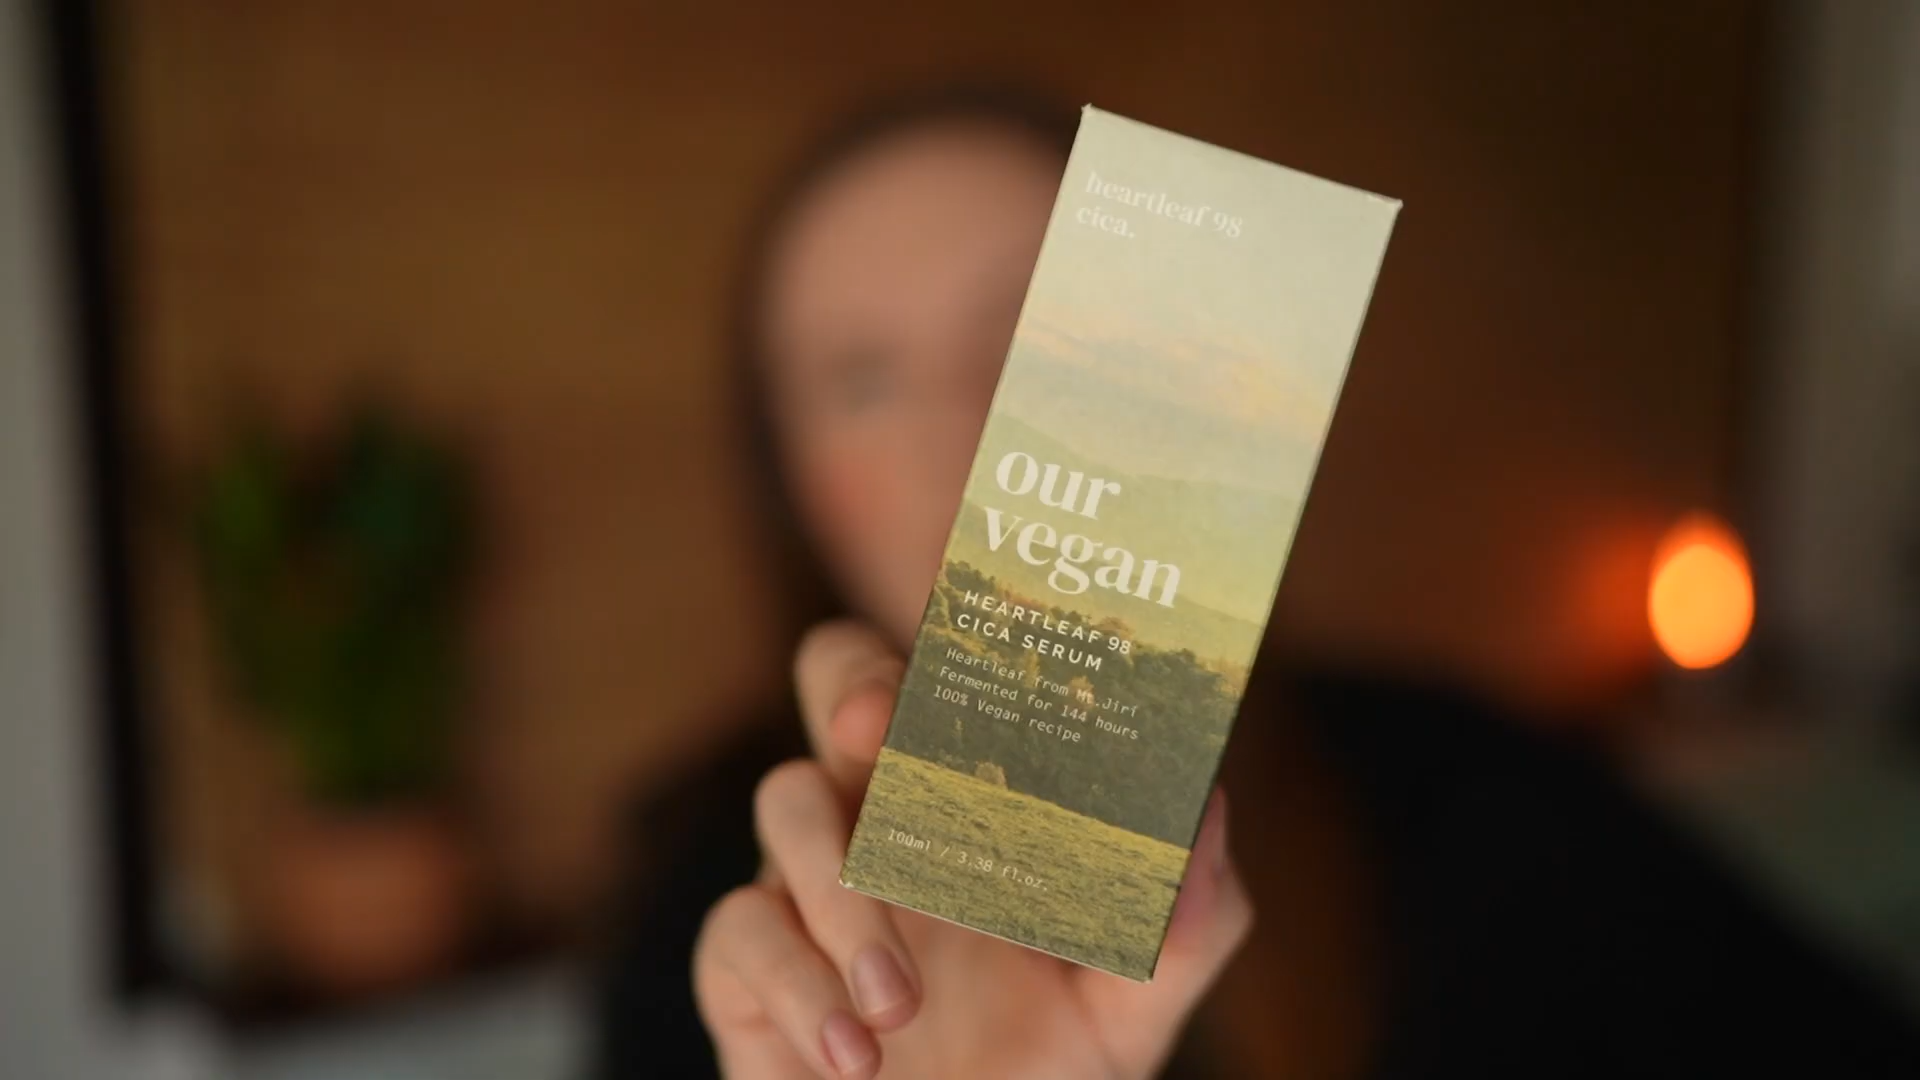 heartleaf 98
cica.
our
vegan
HEARTLEAF 98
CICA SERUM
Heartleaf from Mt.Jiri
Fermented for 144 hours
100% Vegan recipe
100ml / 3.38 fl.oz.